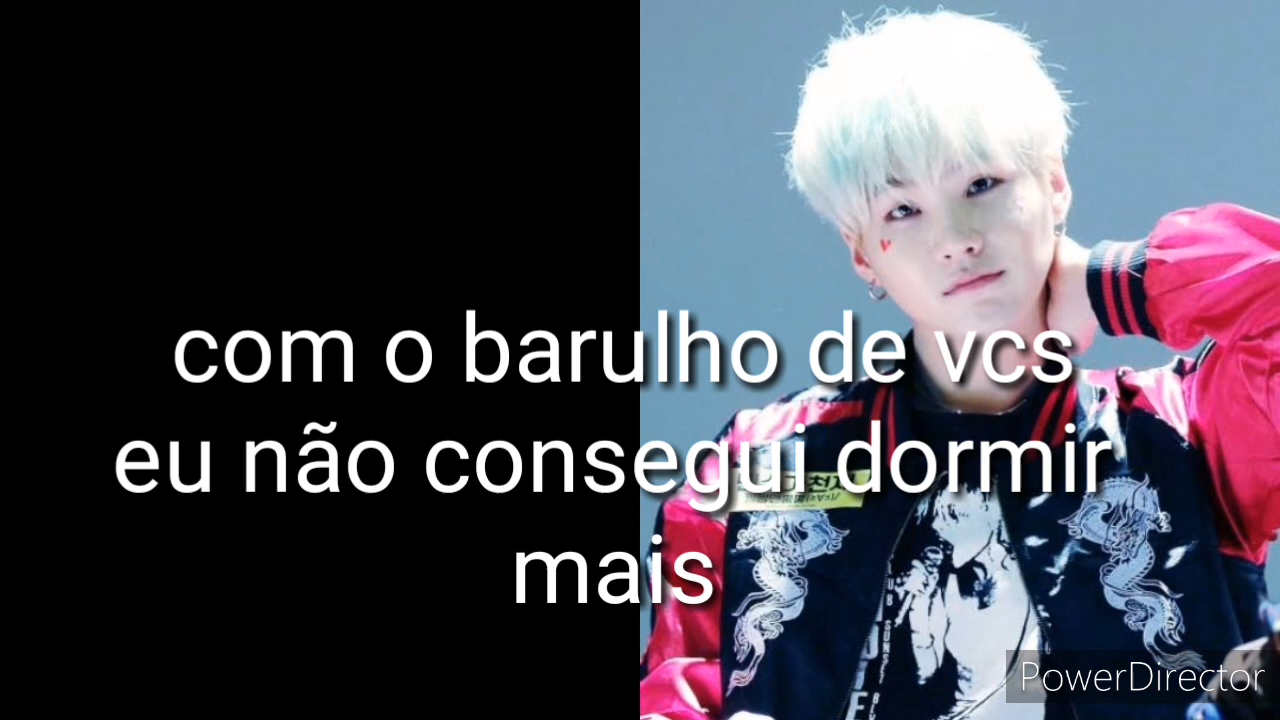 com o barulho de vcs
eu não consegui dormir
mais
PowerDirector